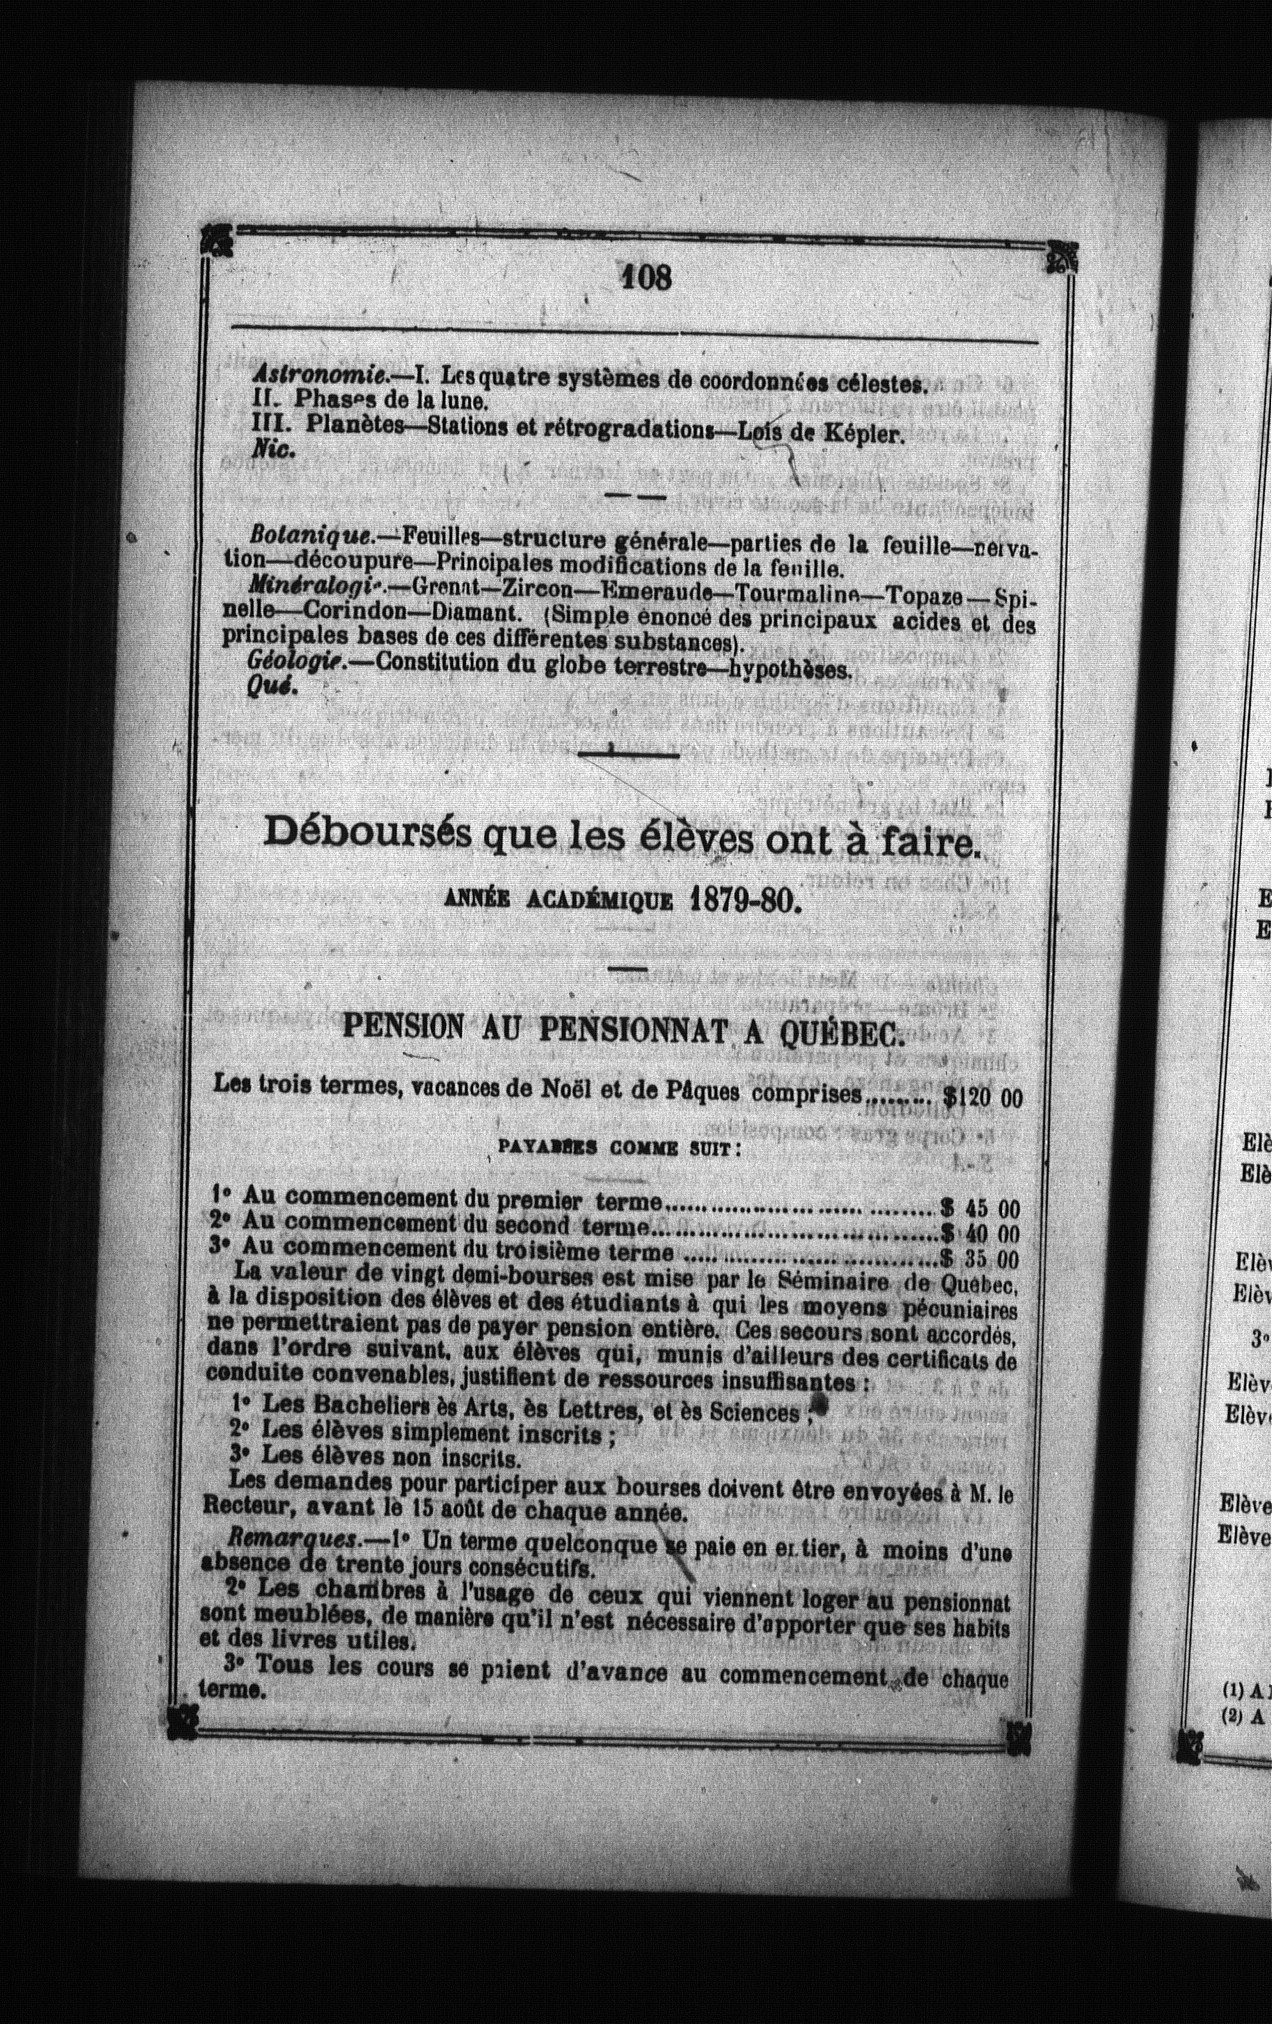 108
Astronomie.—I. Les quatre systèmes de coordonnées célestes.
II. Phases de la lune.
III. Planètes—Stations et rétrogradations—Lois de Képler.
Nic.
Botanique.—Feuilles—structure générale—parties de la feuille—nerva-
tion—découpure—Principales modifications de la feuille.
Minéralogie.—Grenat—Zircon—Emeraude—Tourmaline—Topaze—Spi-
nelle—Corindon—Diamant. (Simple énoncé des principaux acides et des
principales bases de ces différentes substances).
Géologie.—Constitution du globe terrestre—hypothèses.
Qué.
Déboursés que les élèves ont à faire.
ANNÉE ACADÉMIQUE 1879-80.
PENSION AU PENSIONNAT A QUÉBEC.
Les trois termes, vacances de Noël et de Pâques comprises......... $120 00
PAYABLES COMME SUIT:
1° Au commencement du premier terme.................................... $ 45 00
2° Au commencement du second terme.....................................$ 40 00
3° Au commencement du troisième terme .................................$ 35 00
La valeur de vingt demi-bourses est mise par le Séminaire de Québec,
à la disposition des élèves et des étudiants à qui les moyens pécuniaires
ne permettraient pas de payer pension entière. Ces secours sont accordés,
dans l'ordre suivant, aux élèves qui, munis d'ailleurs des certificats de
conduite convenables, justifient de ressources insuffisantes :
1° Les Bacheliers ès Arts, ès Lettres, et ès Sciences ;
2° Les élèves simplement inscrits ;
3° Les élèves non inscrits.
Les demandes pour participer aux bourses doivent être envoyées à M. le
Recteur, avant le 15 août de chaque année.
Remarques.—1° Un terme quelconque se paie en entier, à moins d'une
absence de trente jours consécutifs.
2° Les chambres à l'usage de ceux qui viennent loger au pensionnat
sont meublées, de manière qu'il n'est nécessaire d'apporter que ses habits
et des livres utiles.
3° Tous les cours se paient d'avance au commencement de chaque
terme.
Elè
Elè
Elèv
Elèv
3°
Elèv
Elèv
Elève
Elève
(1) A
(2) A